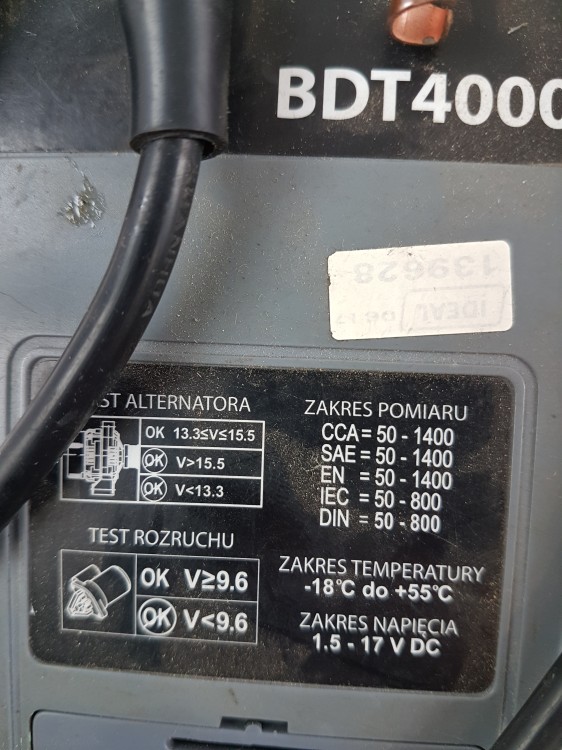 BDT4000
139628
IDEAL
ST ALTERNATORA
OK 13.3≤V≤15.5
OK V>15.5
OK V<13.3
TEST ROZRUCHU
OK V≥9.6
OK V<9.6
ZAKRES POMIARU
CCA = 50 - 1400
SAE = 50 - 1400
EN = 50 - 1400
IEC = 50 - 800
DIN = 50 - 800
ZAKRES TEMPERATURY
-18°C do +55°C
ZAKRES NAPIĘCIA
1.5 - 17 V DC